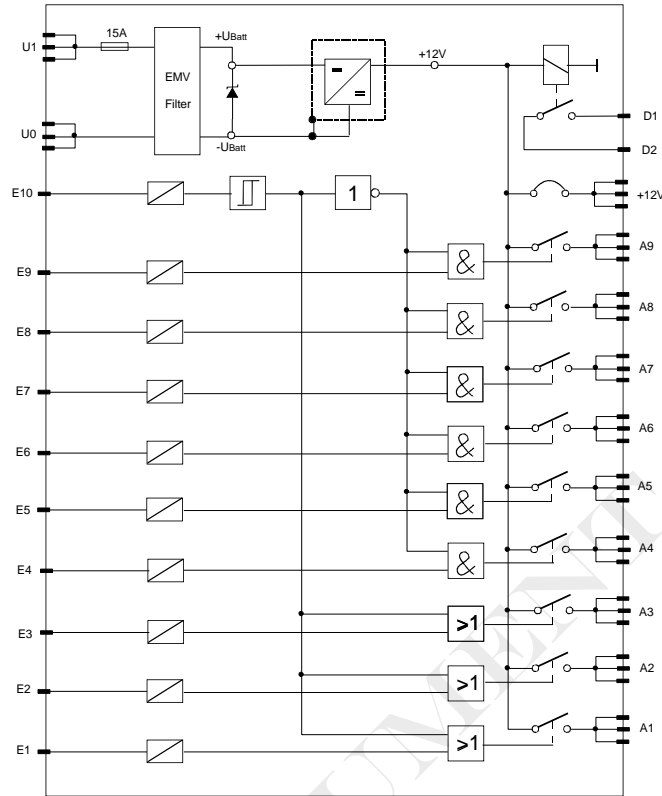 U1
15A
EMV
Filter
+UBatt
-UBatt
+12V
U0
D1
D2
+12V
E10
1
E9
&
A9
E8
&
A8
E7
&
A7
E6
&
A6
E5
&
A5
E4
&
A4
E3
>1
A3
E2
>1
A2
E1
>1
A1
UMENT